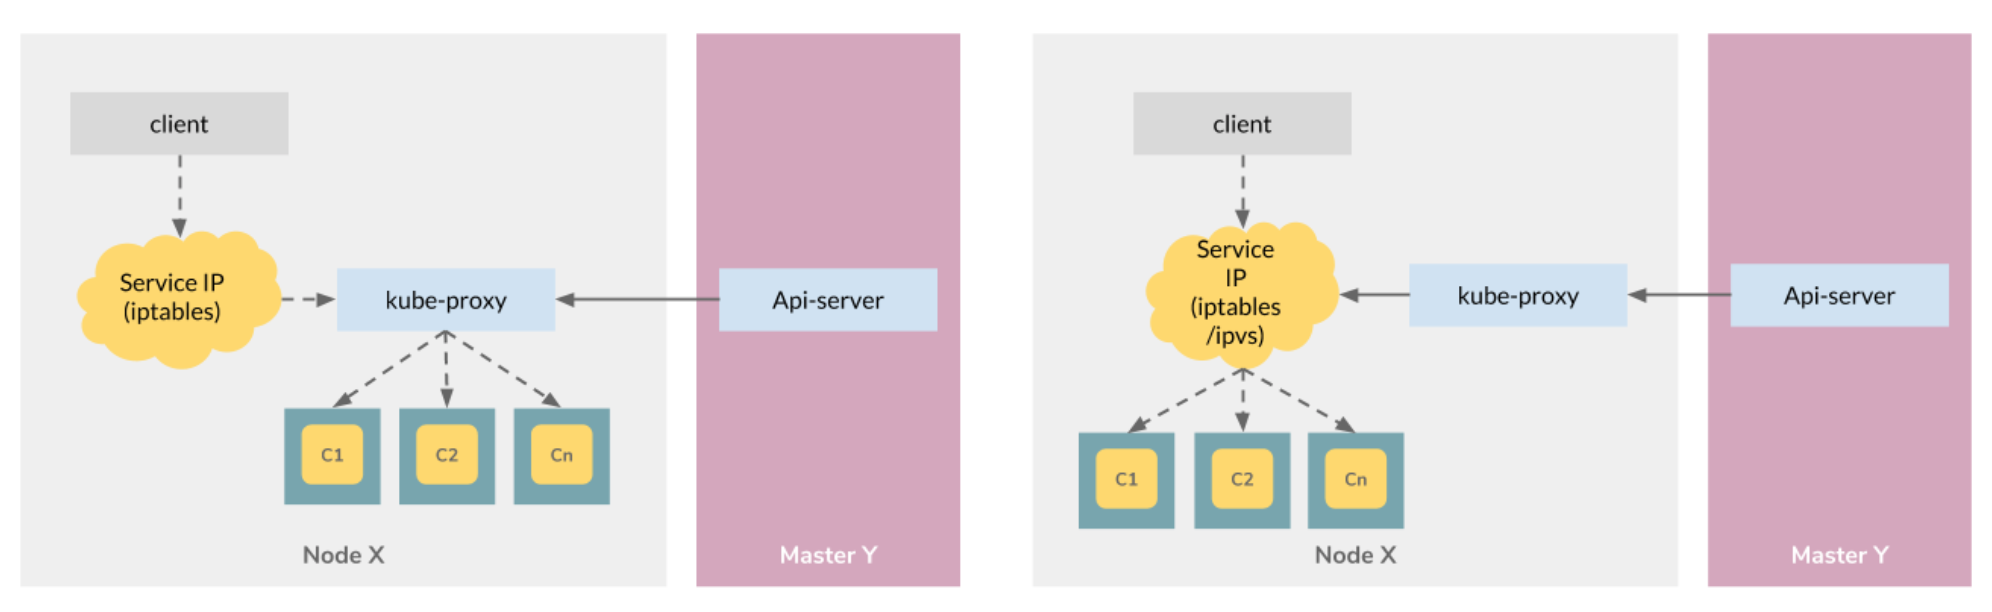 client
Service IP
(iptables)
kube-proxy
Api-server
C1
C2
Cn
Node X
Master Y
client
Service
IP
(iptables
/ipvs)
kube-proxy
Api-server
C1
C2
Cn
Node X
Master Y